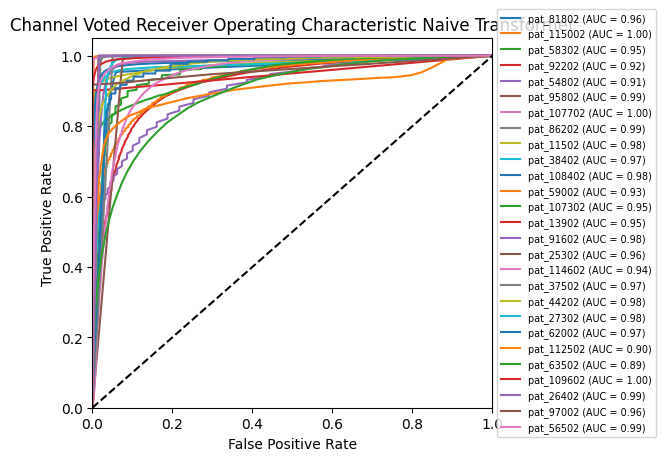 Channel Voted Receiver Operating Characteristic Naive Transformer
True Positive Rate
1.0
0.8
0.6
0.4
0.2
0.0
0.0 0.2 0.4 0.6 0.8 1.0
False Positive Rate
pat_81802 (AUC = 0.96)
pat_115002 (AUC = 1.00)
pat_58302 (AUC = 0.95)
pat_92202 (AUC = 0.92)
pat_54802 (AUC = 0.91)
pat_95802 (AUC = 0.99)
pat_107702 (AUC = 1.00)
pat_86202 (AUC = 0.99)
pat_11502 (AUC = 0.98)
pat_38402 (AUC = 0.97)
pat_108402 (AUC = 0.98)
pat_59002 (AUC = 0.93)
pat_107302 (AUC = 0.95)
pat_13902 (AUC = 0.95)
pat_91602 (AUC = 0.98)
pat_25302 (AUC = 0.96)
pat_114602 (AUC = 0.94)
pat_37502 (AUC = 0.97)
pat_44202 (AUC = 0.98)
pat_27302 (AUC = 0.98)
pat_62002 (AUC = 0.97)
pat_112502 (AUC = 0.90)
pat_63502 (AUC = 0.89)
pat_109602 (AUC = 1.00)
pat_26402 (AUC = 0.99)
pat_97002 (AUC = 0.96)
pat_56502 (AUC = 0.99)